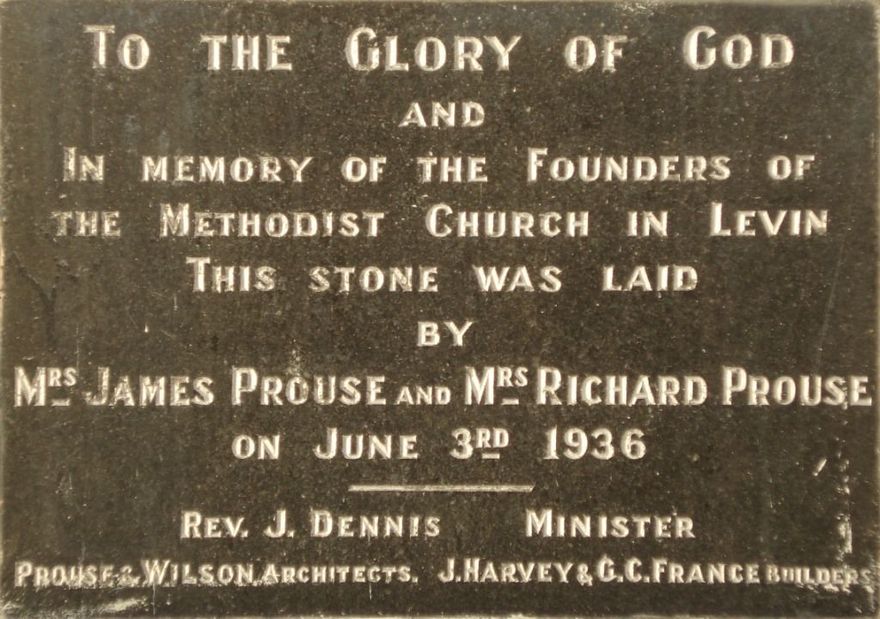 To the Glory of God
and
In memory of the Founders of
the Methodist Church in Levin
This stone was laid
by
Mrs James Prouse and Mrs Richard Prouse
on June 3rd 1936
Rev. J. Dennis Minister
Prouse & Wilson, Architects. J. Harvey & G. C. France Builders